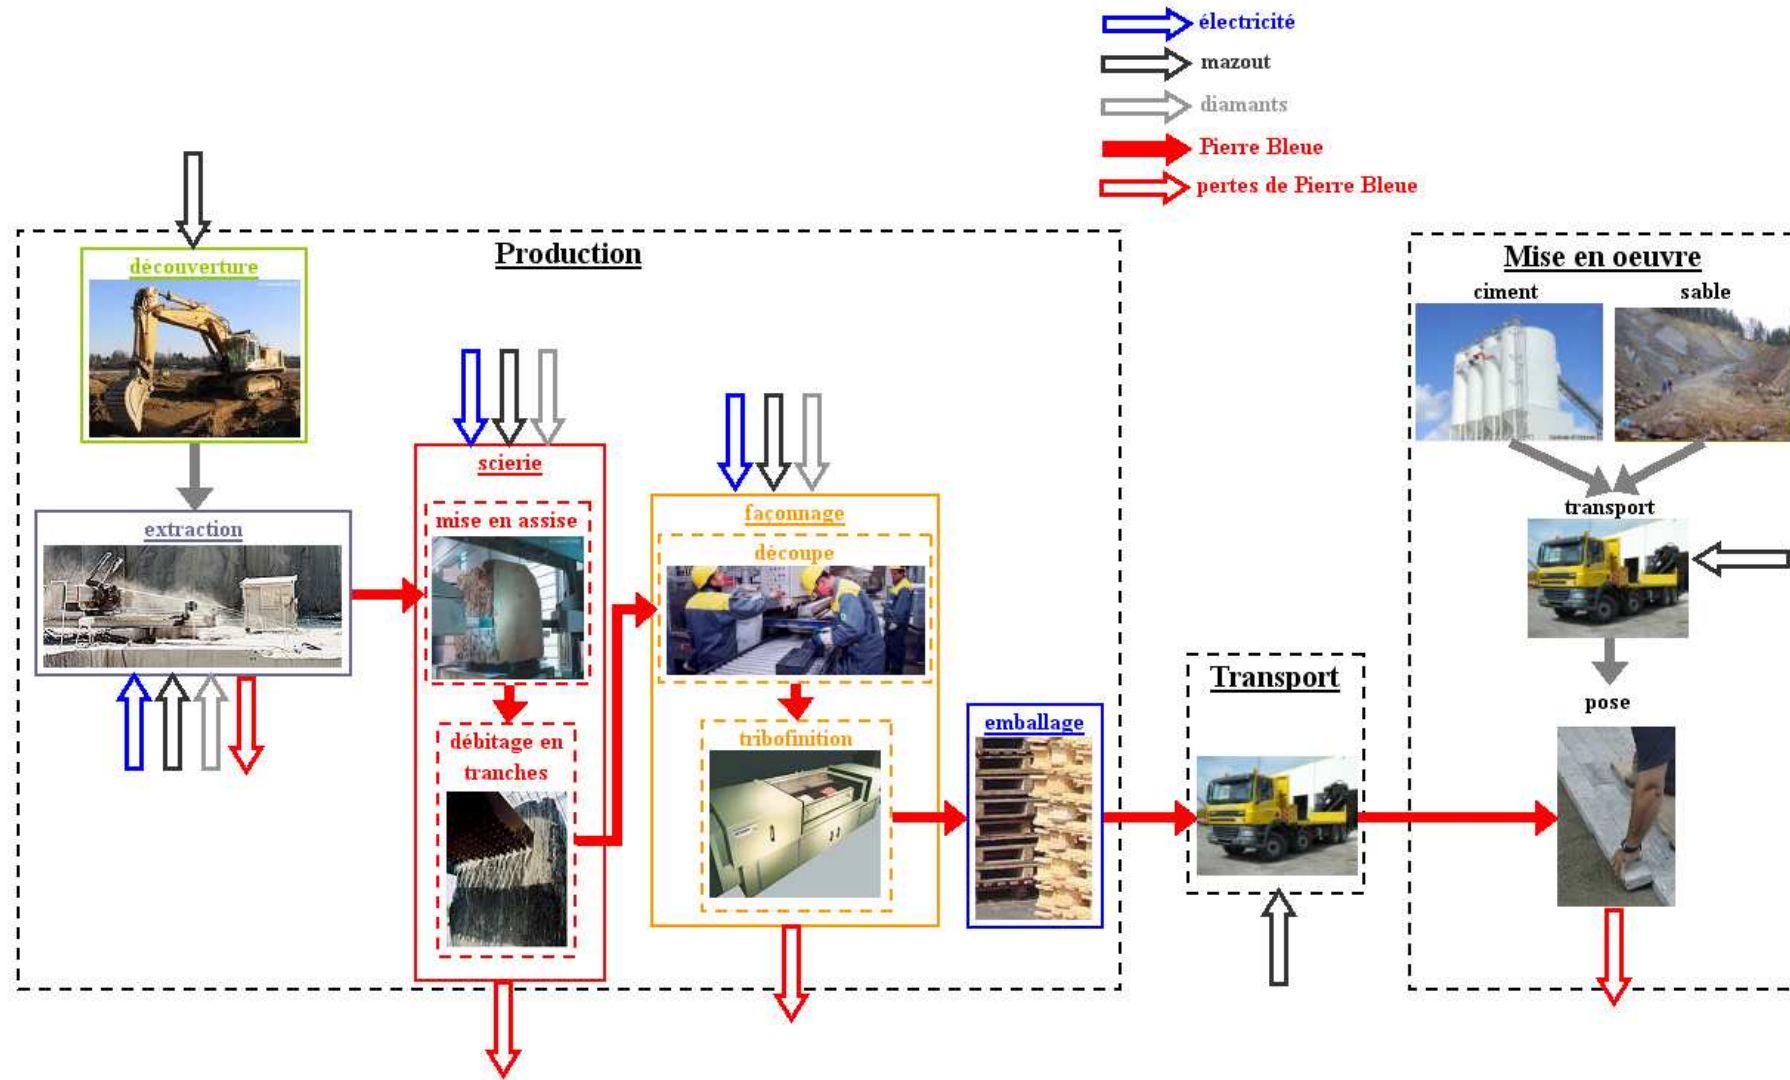 électricité
mazout
diamants
Pierre Bleue
pertes de Pierre Bleue
Production
découverte
extraction
scierie
mise en assise
débitage en
tranches
façonnage
découpe
tribofinition
emballage
Transport
Mise en oeuvre
ciment
sable
transport
pose